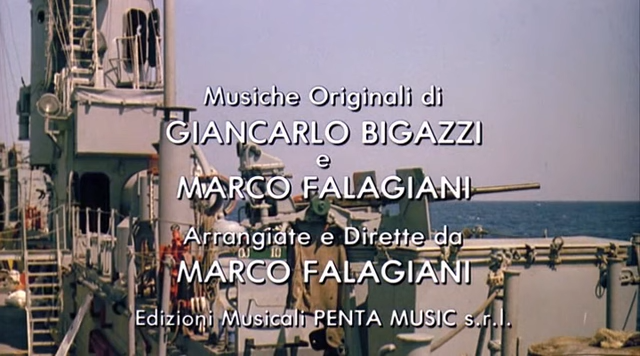 Musiche Originali di
GIANCARLO BIGAZZI
e
MARCO FALAGIANI
Arrangiate e Dirette da
MARCO FALAGIANI
Edizioni Musicali PENTA MUSIC s.r.l.